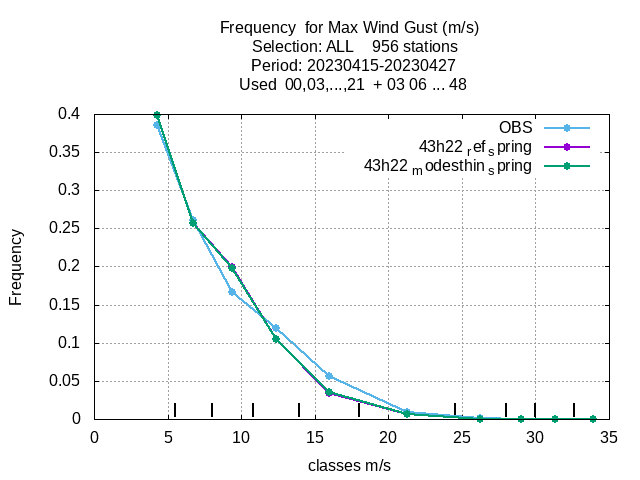 Frequency  for Max Wind Gust (m/s)
Selection: ALL    956 stations
Period: 20230415-20230427
Used  00,03,...,21  + 03 06 ... 48
OBS
43h22 ref spring
43h22 modesthin spring
0.4
0.35
0.3
0.25
0.2
0.15
0.1
0.05
0
Frequency
0 5 10 15 20 25 30 35
classes m/s